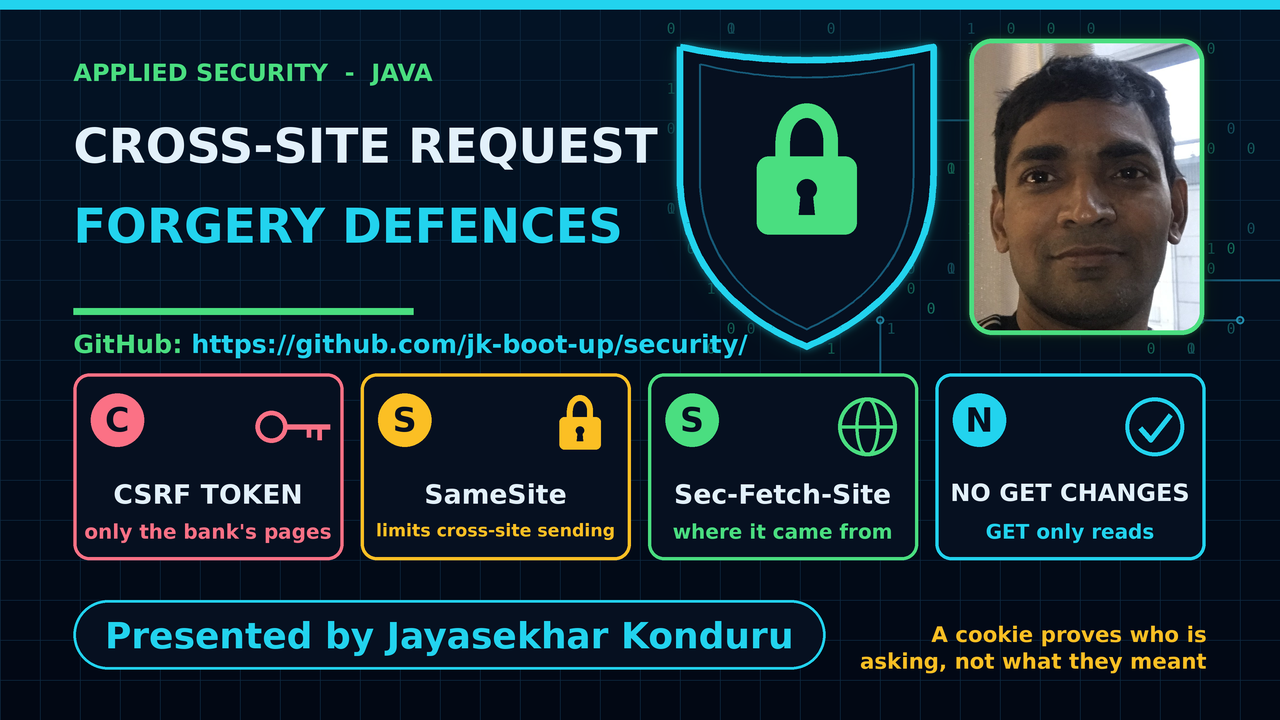 APPLIED SECURITY - JAVA
CROSS-SITE REQUEST
FORGERY DEFENCES
GitHub: https://github.com/jk-boot-up/security/
C
CSRF TOKEN
only the bank's pages
S
SameSite
limits cross-site sending
S
Sec-Fetch-Site
where it came from
N
NO GET CHANGES
GET only reads
Presented by Jayasekhar Konduru
A cookie proves who is
asking, not what they meant